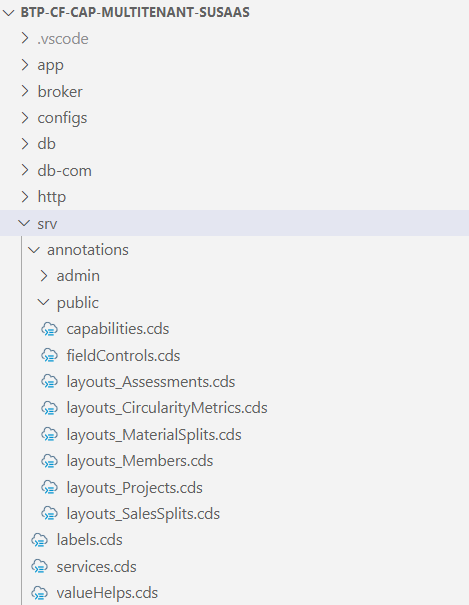 BTP-CF-CAP-MULTITENANT-SUSAAS
.vscode
app
broker
configs
db
db-com
http
srv
annotations
admin
public
capabilities.cds
fieldControls.cds
layouts_Assessments.cds
layouts_CircularityMetrics.cds
layouts_MaterialSplits.cds
layouts_Members.cds
layouts_Projects.cds
layouts_SalesSplits.cds
labels.cds
services.cds
valueHelps.cds